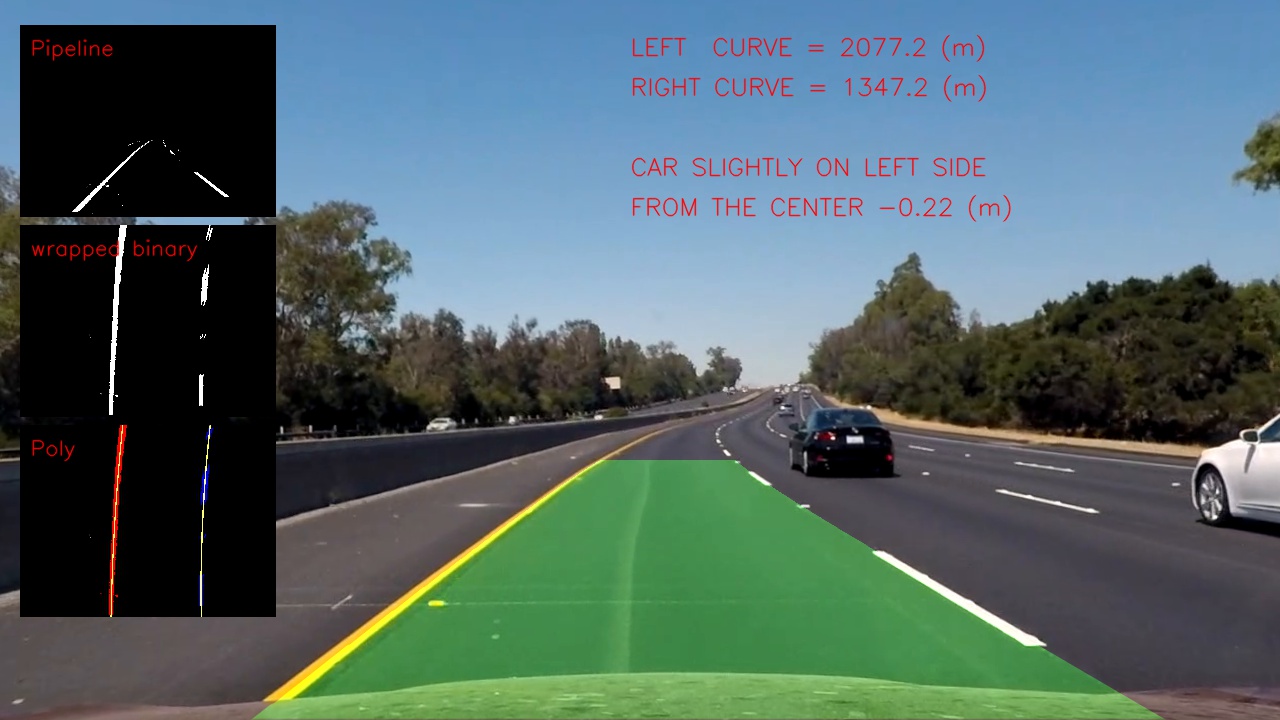 Pipeline
wrapped binary
Poly
LEFT CURVE = 2077.2 (m)
RIGHT CURVE = 1347.2 (m)
CAR SLIGHTLY ON LEFT SIDE
FROM THE CENTER -0.22 (m)